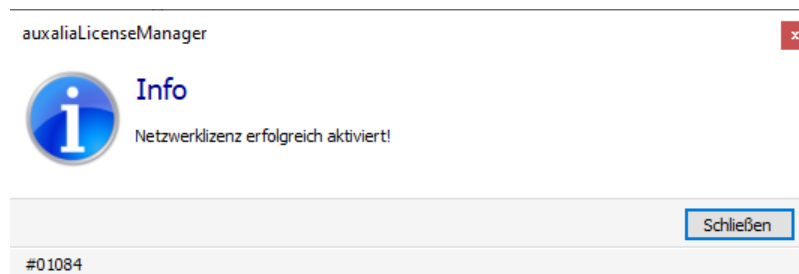 auxaliaLicenseManager
x
Info
Netzwerklizenz erfolgreich aktiviert!
Schließen
#01084